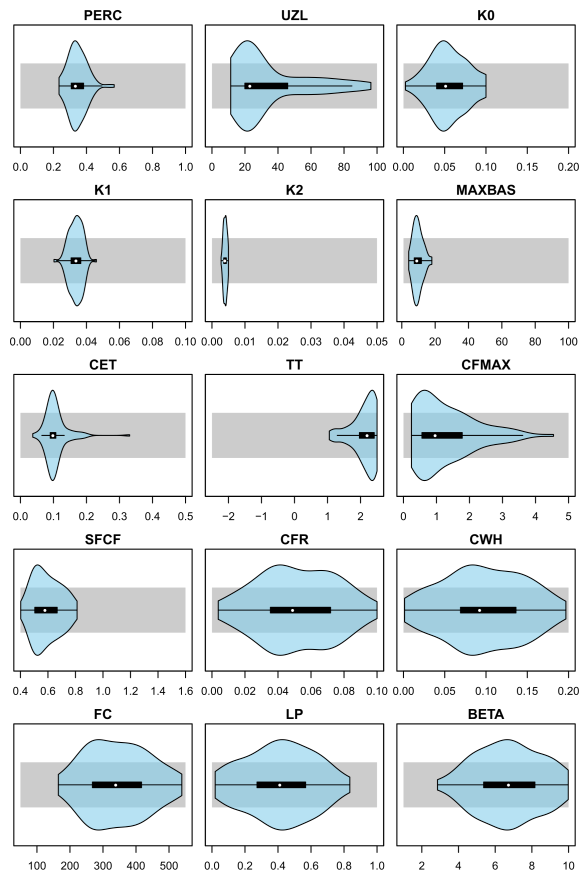 PERC UZL K0
0.0 0.2 0.4 0.6 0.8 1.0 0 20 40 60 80 100 0.00 0.05 0.10 0.15 0.20
K1 K2 MAXBAS
0.00 0.02 0.04 0.06 0.08 0.10 0.00 0.01 0.02 0.03 0.04 0.05 0 20 40 60 80 100
CET TT CFMAX
0.0 0.1 0.2 0.3 0.4 0.5 −2 −1 0 1 2 0 1 2 3 4 5
SFCF CFR CWH
0.4 0.6 0.8 1.0 1.2 1.4 1.6 0.00 0.02 0.04 0.06 0.08 0.10 0.00 0.05 0.10 0.15 0.20
FC LP BETA
100 200 300 400 500 0.0 0.2 0.4 0.6 0.8 1.0 2 4 6 8 10